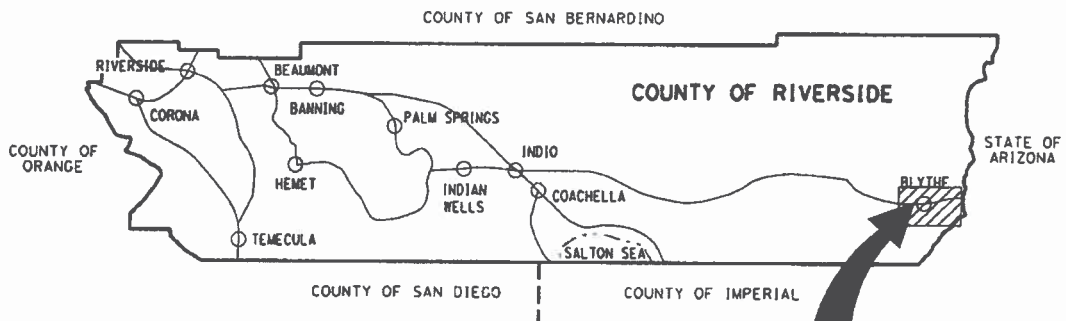 COUNTY OF SAN BERNARDINO
RIVERSIDE
BEAUMONT
BANNING
CORONA
PALM SPRINGS
COUNTY OF RIVERSIDE
COUNTY OF
ORANGE
STATE OF
ARIZONA
HEMET
INDIO
INDIAN
WELLS
COACHELLA
BLYTHE
TEMECULA
SALTON SEA
COUNTY OF SAN DIEGO
COUNTY OF IMPERIAL